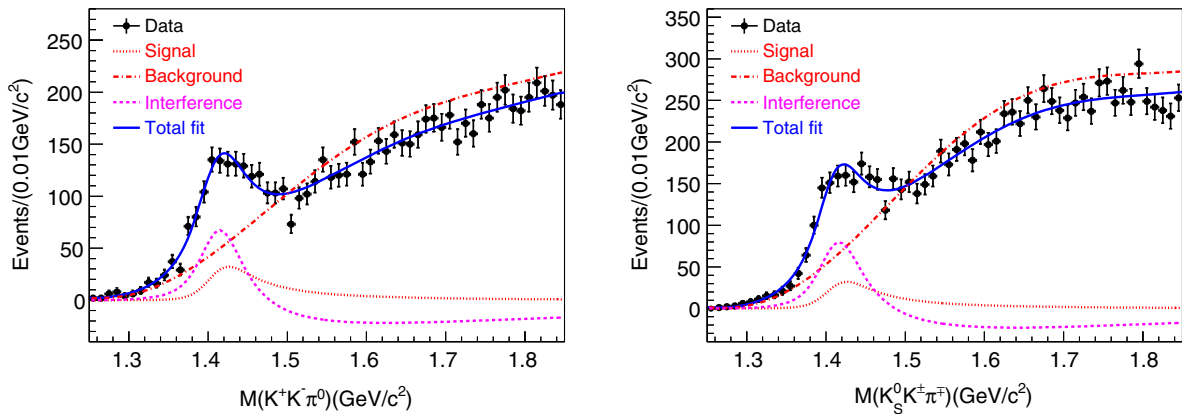 250
200
150
100
50
0
Events/(0.01GeV/c²)
Data
Signal
Background
Interference
Total fit
1.3 1.4 1.5 1.6 1.7 1.8
M(K⁺K⁻π⁰)(GeV/c²)
350
300
250
200
150
100
50
0
Events/(0.01GeV/c²)
Data
Signal
Background
Interference
Total fit
1.3 1.4 1.5 1.6 1.7 1.8
M(K⁰_SK^±π^∓)(GeV/c²)